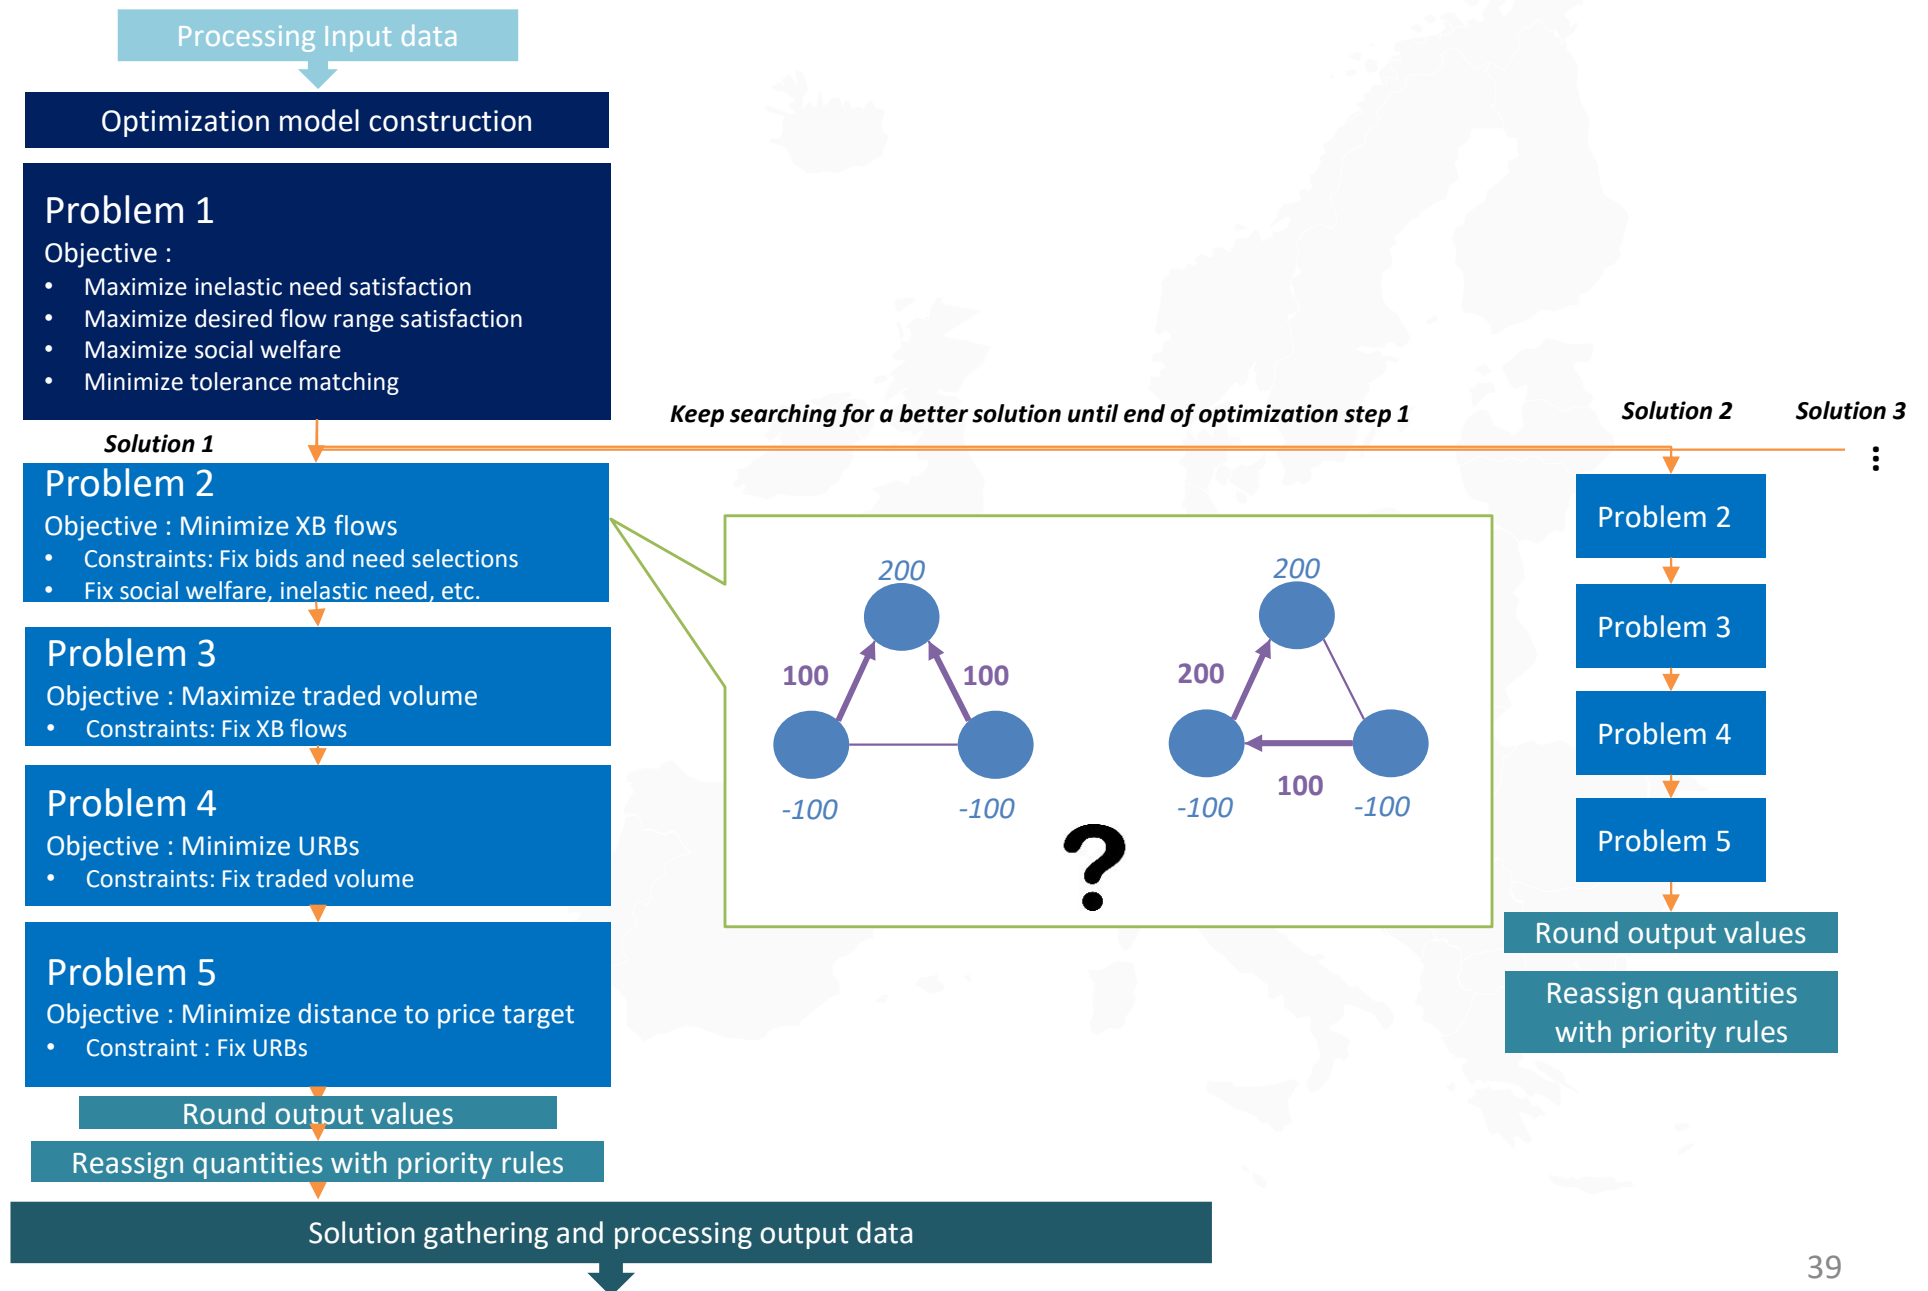 Processing Input data
Optimization model construction
Problem 1
Objective :
• Maximize inelastic need satisfaction
• Maximize desired flow range satisfaction
• Maximize social welfare
• Minimize tolerance matching
Keep searching for a better solution until end of optimization step 1
Solution 2
Solution 3
Solution 1
...
Problem 2
Objective : Minimize XB flows
• Constraints: Fix bids and need selections
• Fix social welfare, inelastic need, etc.
Problem 3
Objective : Maximize traded volume
• Constraints: Fix XB flows
Problem 4
Objective : Minimize URBs
• Constraints: Fix traded volume
Problem 5
Objective : Minimize distance to price target
• Constraint : Fix URBs
Round output values
Reassign quantities with priority rules
Solution gathering and processing output data
200
100
100
-100
-100
200
200
100
-100
-100
?
Problem 2
Problem 3
Problem 4
Problem 5
Round output values
Reassign quantities
with priority rules
39